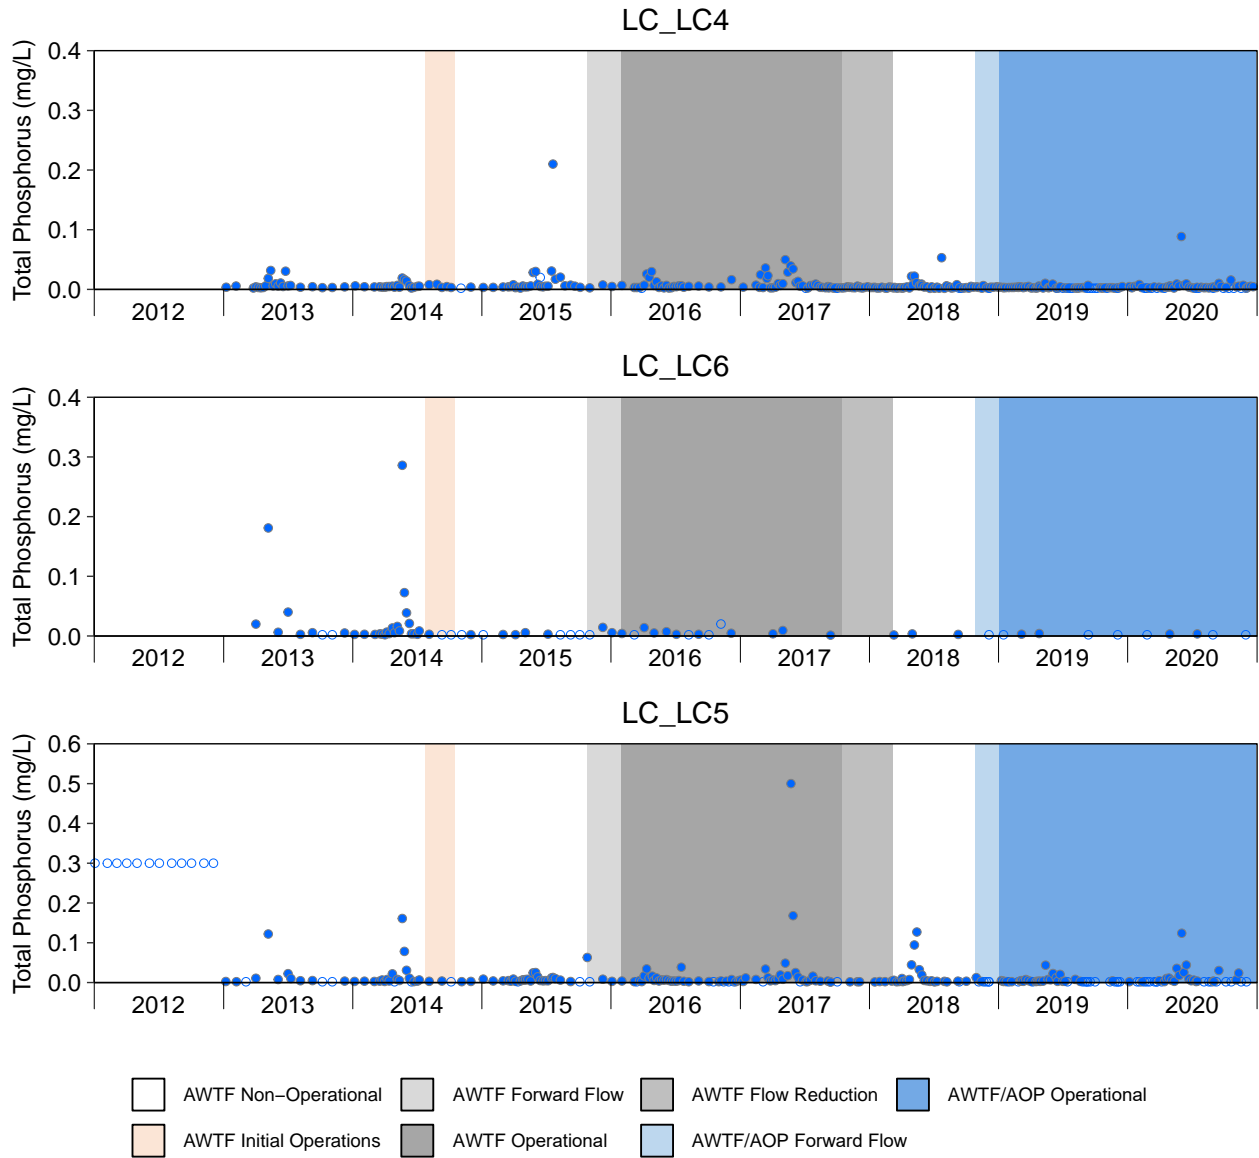 LC_LC4
Total Phosphorus (mg/L)
0.4
0.3
0.2
0.1
0.0
2012 2013 2014 2015 2016 2017 2018 2019 2020
LC_LC6
Total Phosphorus (mg/L)
0.4
0.3
0.2
0.1
0.0
2012 2013 2014 2015 2016 2017 2018 2019 2020
LC_LC5
Total Phosphorus (mg/L)
0.6
0.5
0.4
0.3
0.2
0.1
0.0
2012 2013 2014 2015 2016 2017 2018 2019 2020
AWTF Non−Operational AWTF Forward Flow AWTF Flow Reduction AWTF/AOP Operational
AWTF Initial Operations AWTF Operational AWTF/AOP Forward Flow